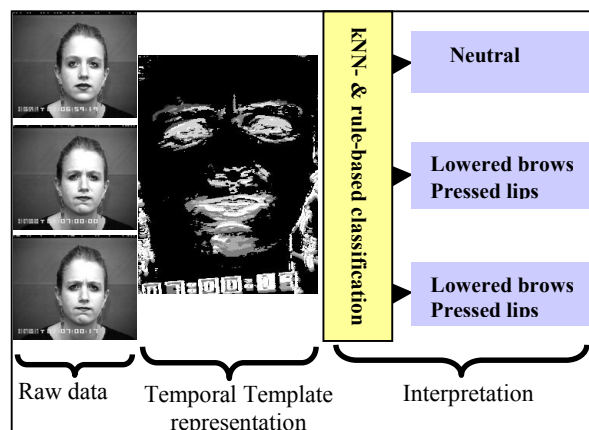 kNN- & rule-based classification
Neutral
Lowered brows
Pressed lips
Lowered brows
Pressed lips
Raw data
Temporal Template
representation
Interpretation